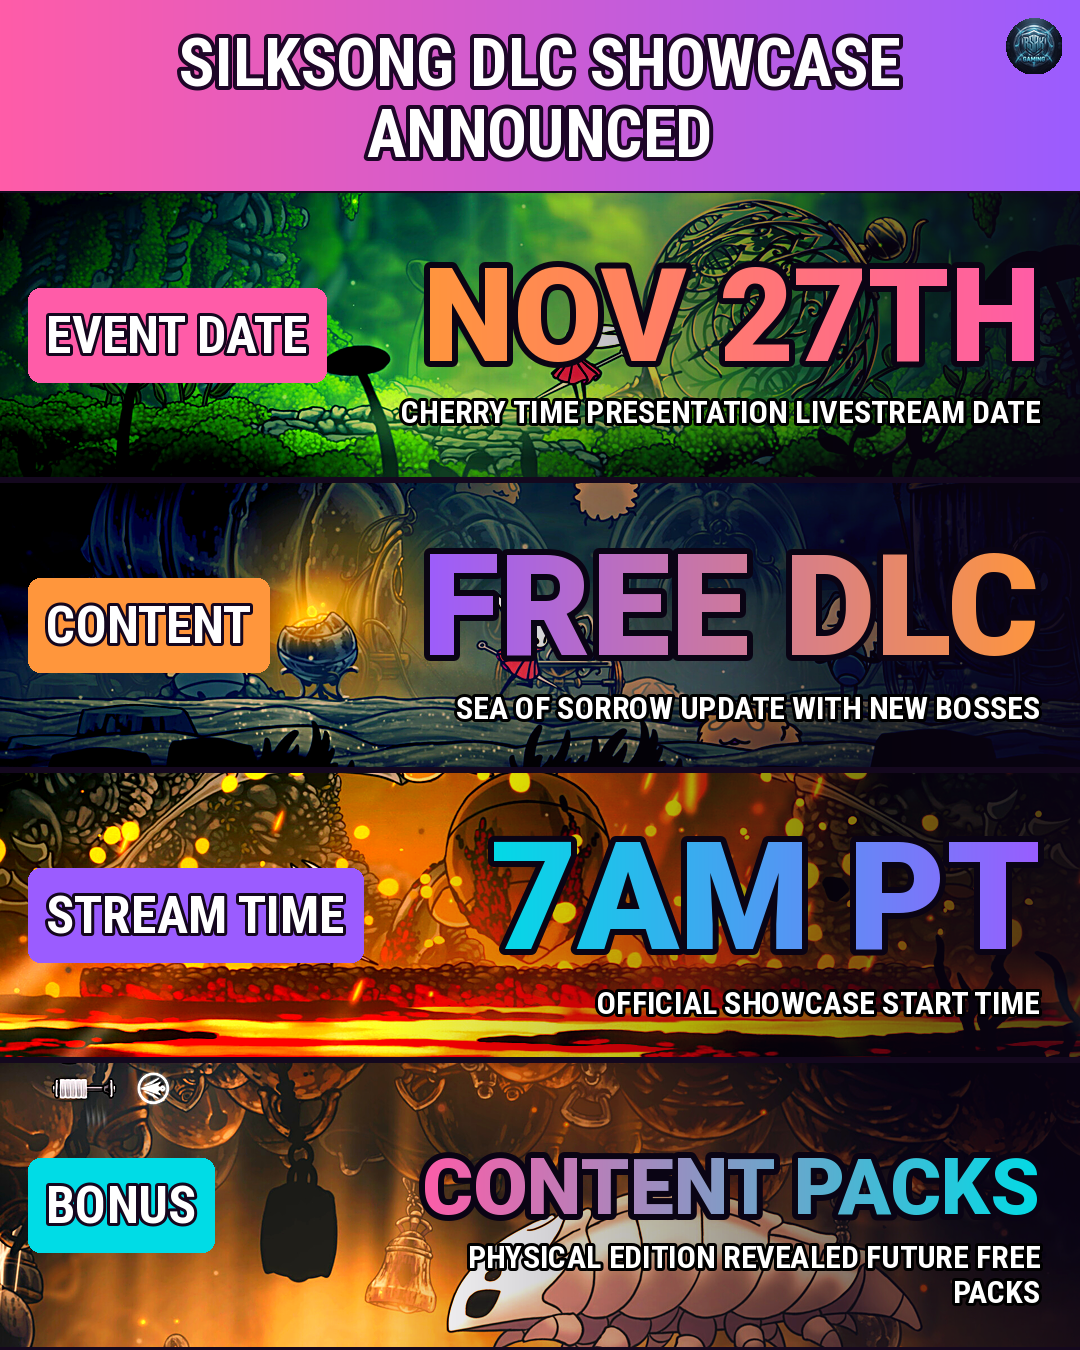 SILKSONG DLC SHOWCASE
ANNOUNCED
EVENT DATE
NOV 27TH
CHERRY TIME PRESENTATION LIVESTREAM DATE
CONTENT
FREE DLC
SEA OF SORROW UPDATE WITH NEW BOSSES
STREAM TIME
7AM PT
OFFICIAL SHOWCASE START TIME
BONUS
CONTENT PACKS
PHYSICAL EDITION REVEALED FUTURE FREE
PACKS
GAMING